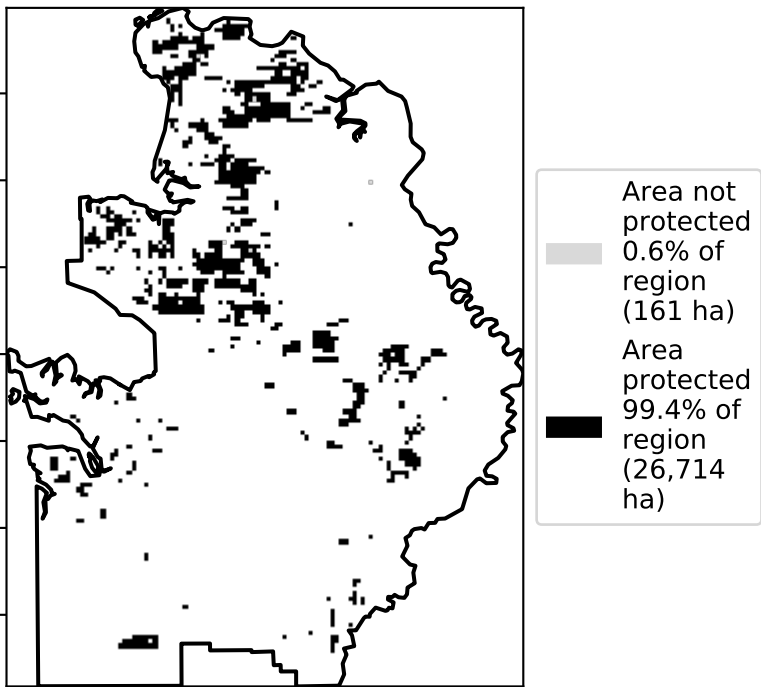 Area not
protected
0.6% of
region
(161 ha)
Area
protected
99.4% of
region
(26,714
ha)